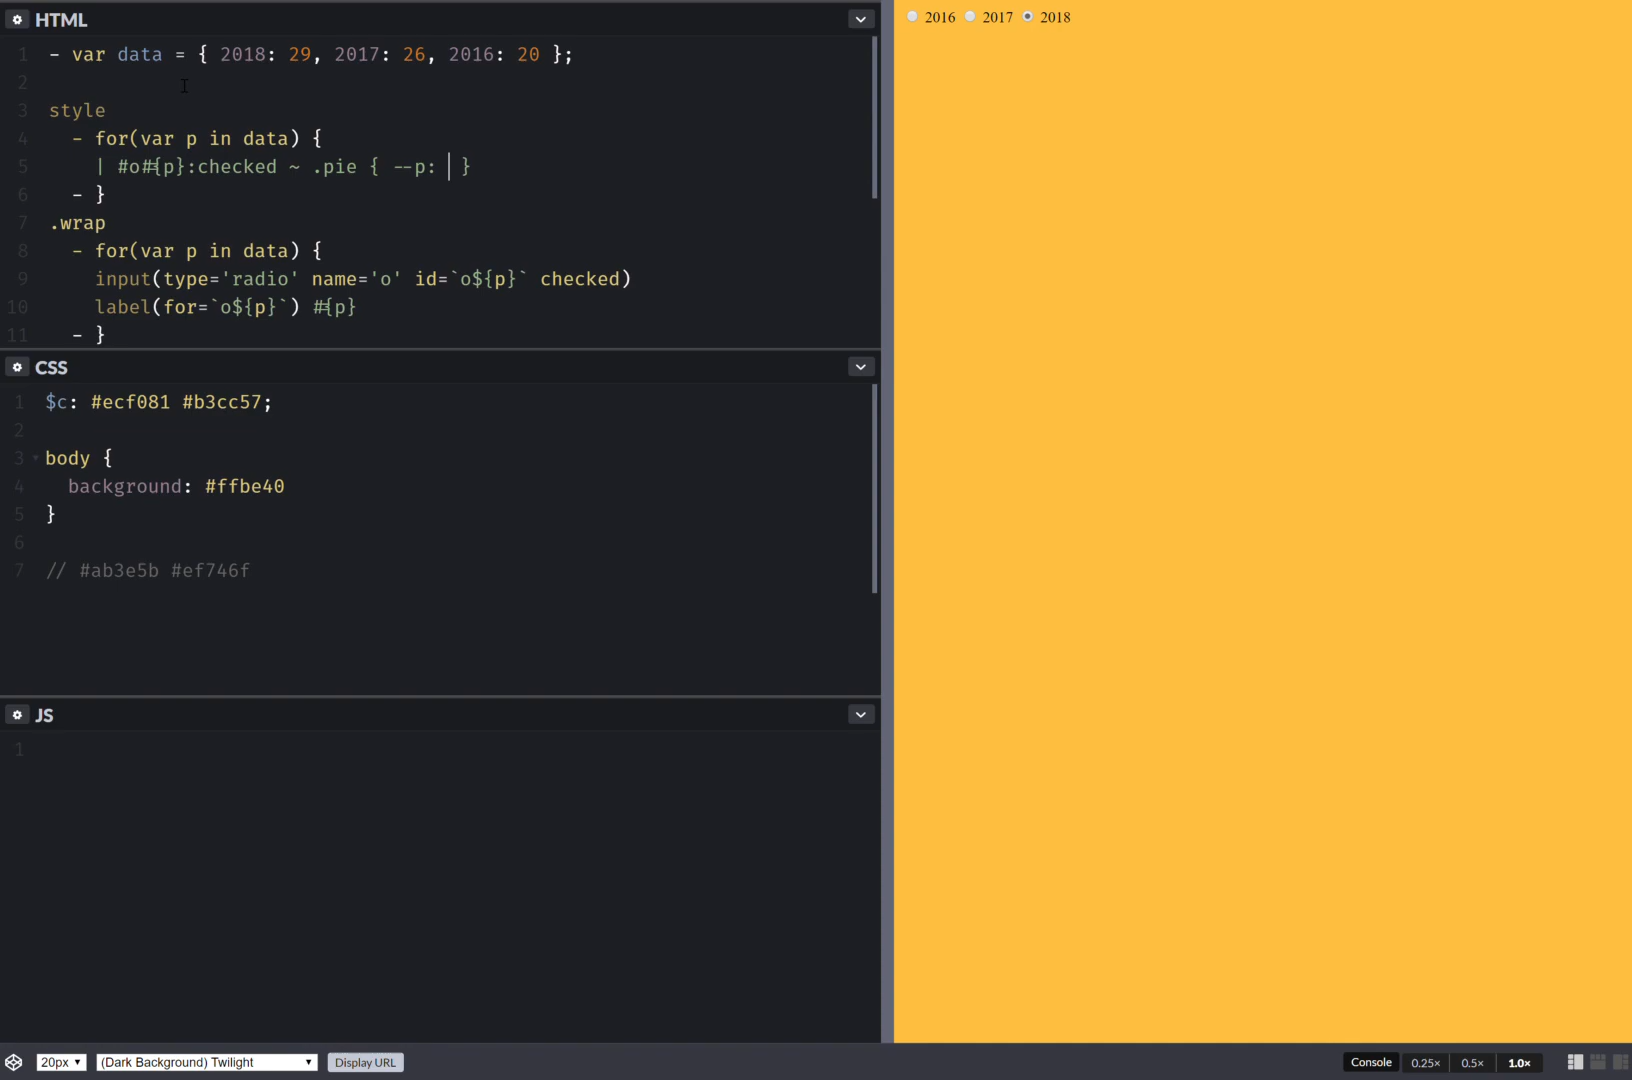 HTML
1 - var data = { 2018: 29, 2017: 26, 2016: 20 };
2
3 style
4 - for(var p in data) {
5 | #o#{p}:checked ~ .pie { --p: }
6 - }
7 .wrap
8 - for(var p in data) {
9 input(type='radio' name='o' id=`o${p}` checked)
10 label(for=`o${p}`) #{p}
11 - }
CSS
1 $c: #ecf081 #b3cc57;
2
3 body {
4 background: #ffbe40
5 }
6
7 // #ab3e5b #ef746f
JS
1
2016 2017 2018
20px (Dark Background) Twilight Display URL Console 0.25× 0.5× 1.0×